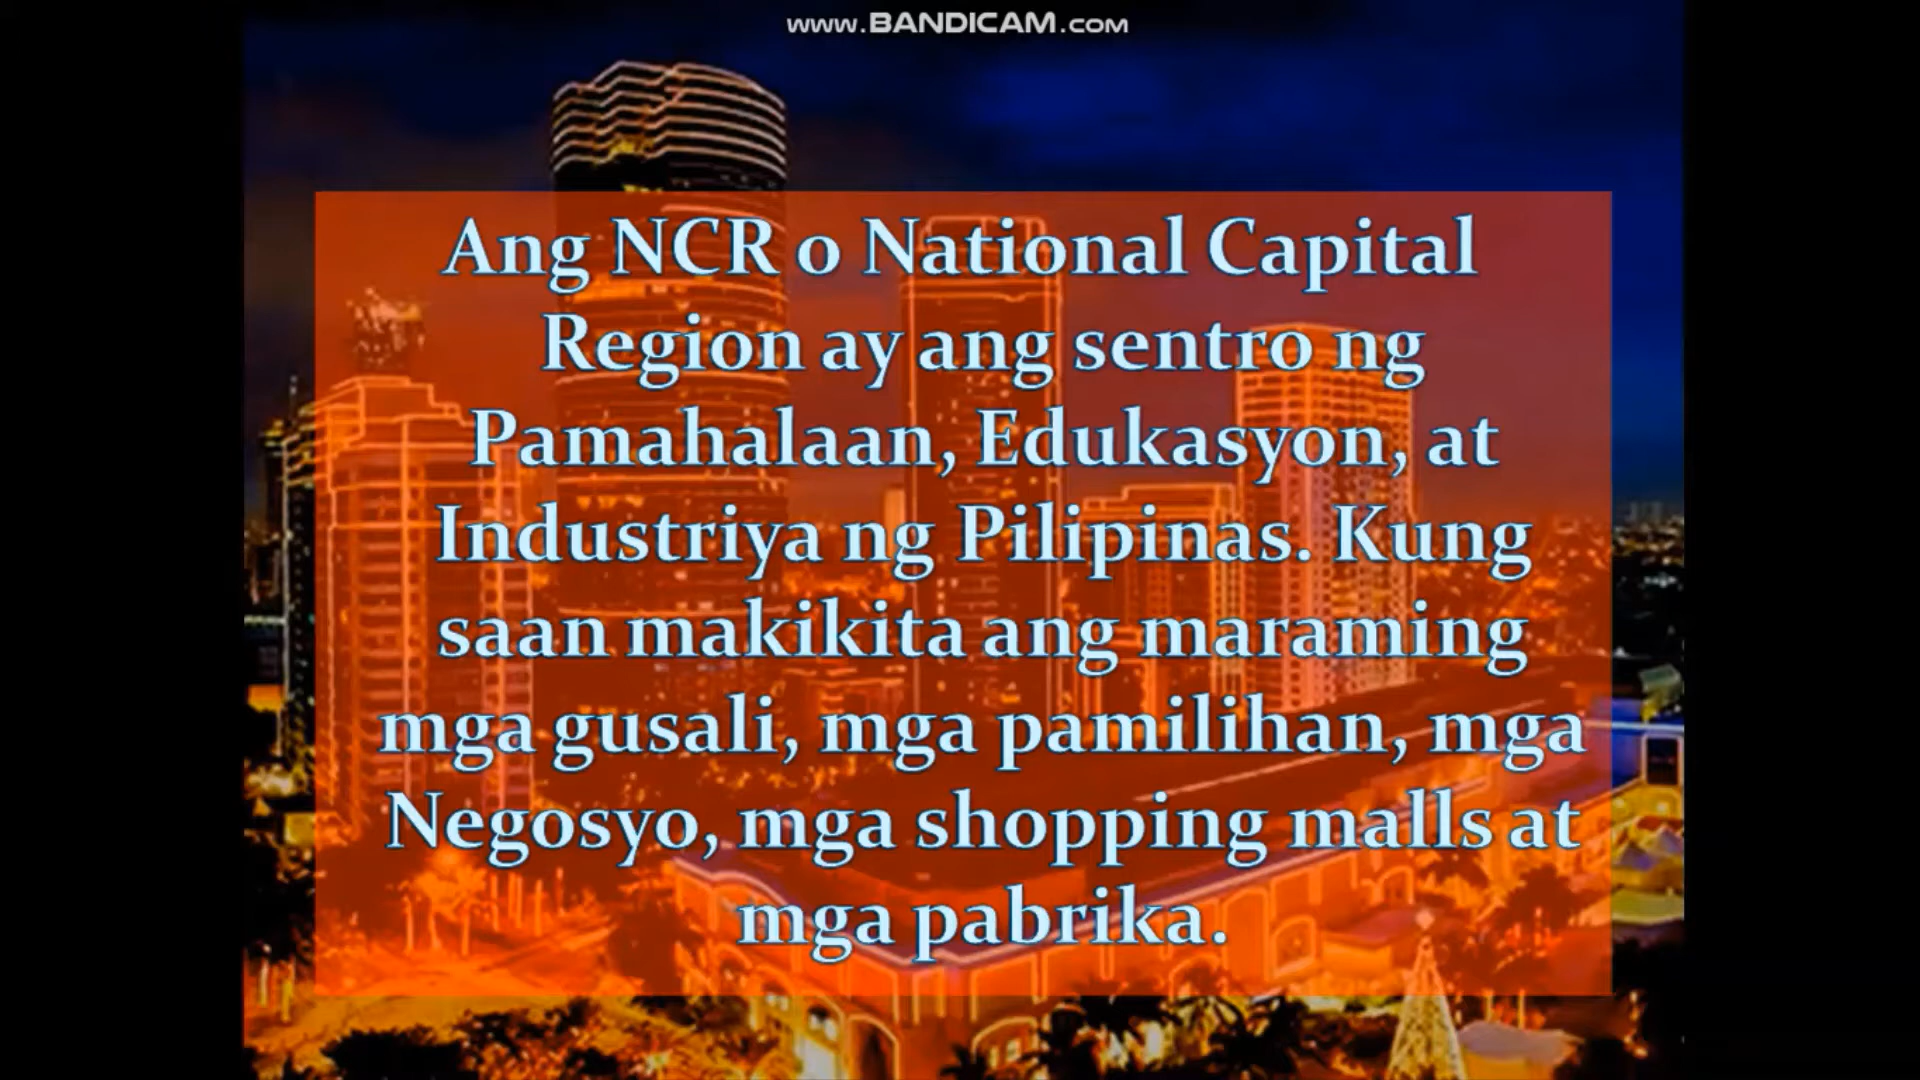 www.BANDICAM.com
Ang NCR o National Capital
Region ay ang sentro ng
Pamahalaan, Edukasyon, at
Industriya ng Pilipinas. Kung
saan makikita ang maraming
mga gusali, mga pamilihan, mga
Negosyo, mga shopping malls at
mga pabrika.